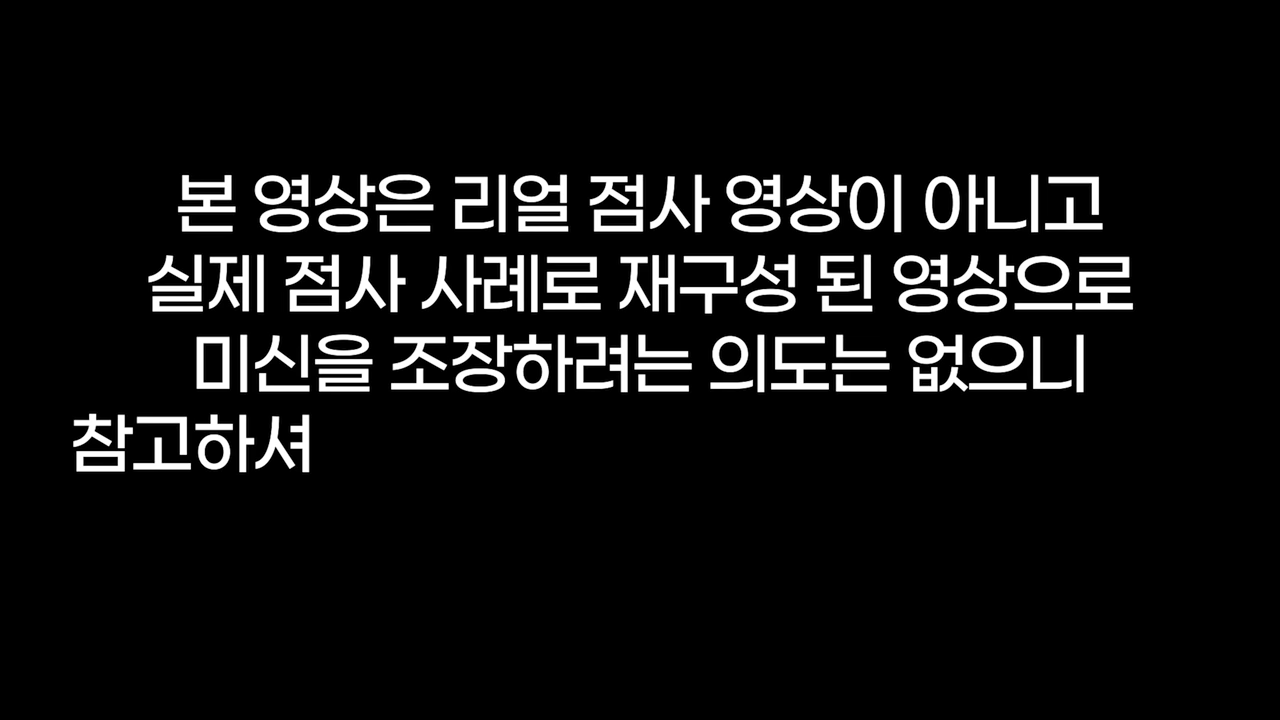 본 영상은 리얼 점사 영상이 아니고
실제 점사 사례로 재구성 된 영상으로
미신을 조장하려는 의도는 없으니
참고하셔